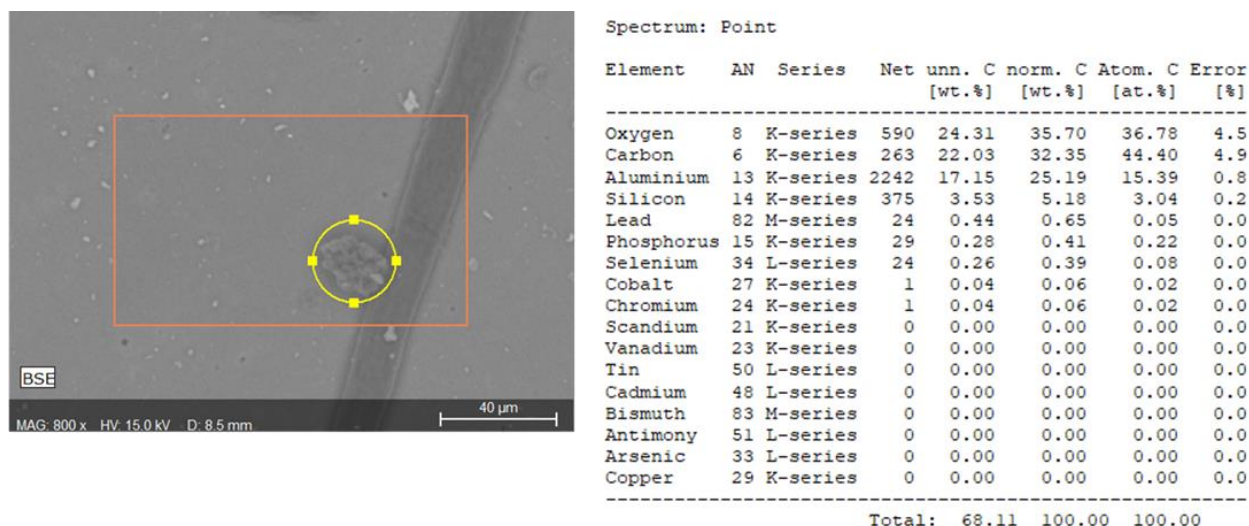 BSE
40 µm
MAG: 800 x HV: 15.0 kV D: 8.5 mm
Spectrum: Point
Element AN Series Net unn. C norm. C Atom. C Error
[wt.%] [wt.%] [at.%] [%]
Oxygen 8 K-series 590 24.31 35.70 36.78 4.5
Carbon 6 K-series 263 22.03 32.35 44.40 4.9
Aluminium 13 K-series 2242 17.15 25.19 15.39 0.8
Silicon 14 K-series 375 3.53 5.18 3.04 0.2
Lead 82 M-series 24 0.44 0.65 0.05 0.0
Phosphorus 15 K-series 29 0.28 0.41 0.22 0.0
Selenium 34 L-series 24 0.26 0.39 0.08 0.0
Cobalt 27 K-series 1 0.04 0.06 0.02 0.0
Chromium 24 K-series 1 0.04 0.06 0.02 0.0
Scandium 21 K-series 0 0.00 0.00 0.00 0.0
Vanadium 23 K-series 0 0.00 0.00 0.00 0.0
Tin 50 L-series 0 0.00 0.00 0.00 0.0
Cadmium 48 L-series 0 0.00 0.00 0.00 0.0
Bismuth 83 M-series 0 0.00 0.00 0.00 0.0
Antimony 51 L-series 0 0.00 0.00 0.00 0.0
Arsenic 33 L-series 0 0.00 0.00 0.00 0.0
Copper 29 K-series 0 0.00 0.00 0.00 0.0
Total: 68.11 100.00 100.00